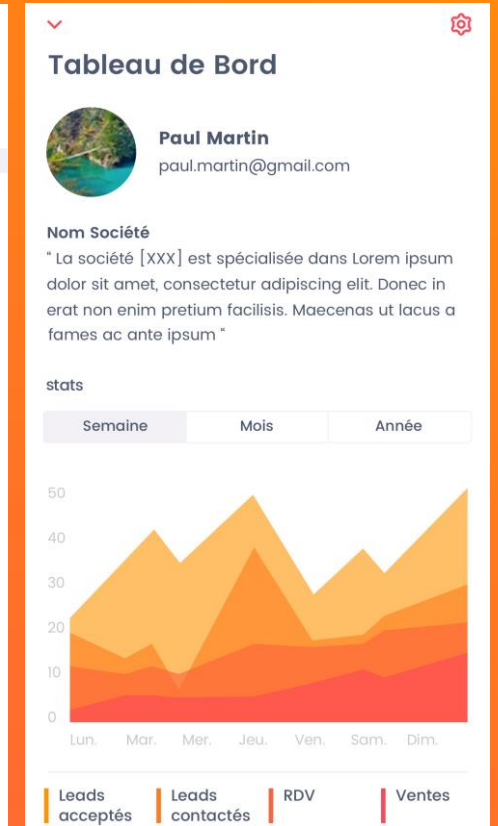 Tableau de Bord
Paul Martin
paul.martin@gmail.com
Nom Société
" La société [XXX] est spécialisée dans Lorem ipsum
dolor sit amet, consectetur adipiscing elit. Donec in
erat non enim pretium facilisis. Maecenas ut lacus a
fames ac ante ipsum "
stats
Semaine Mois Année
50
40
30
20
10
0
Lun. Mar. Mer. Jeu. Ven. Sam. Dim.
Leads acceptés
Leads contactés
RDV
Ventes